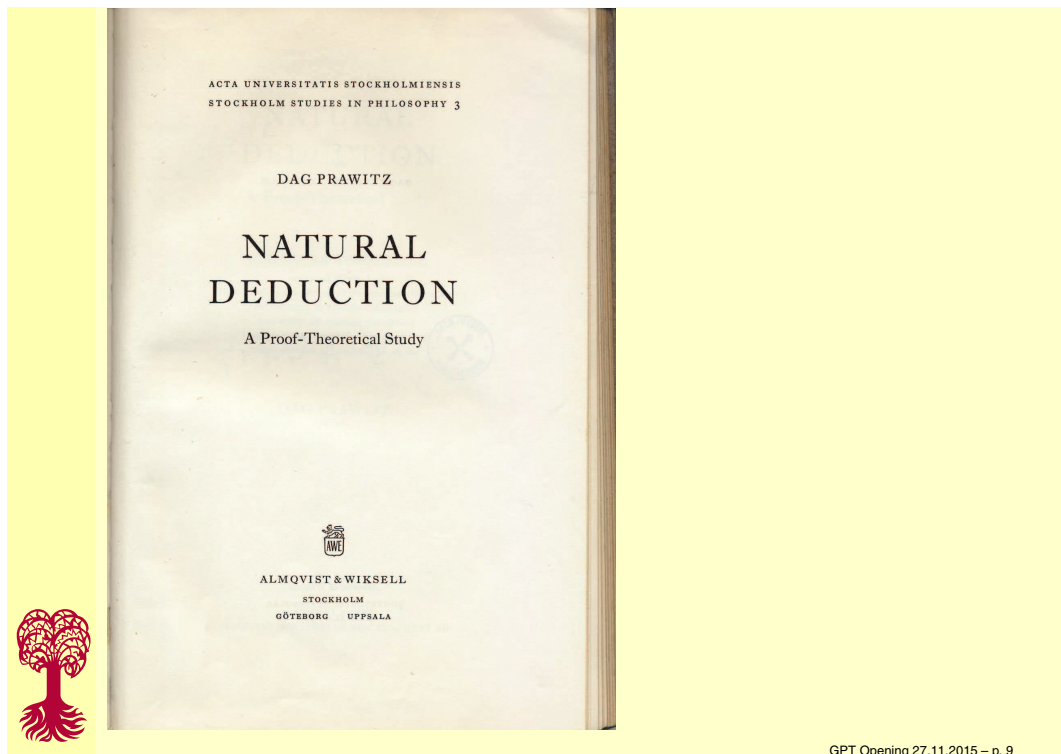 ACTA UNIVERSITATIS STOCKHOLMIENSIS
STOCKHOLM STUDIES IN PHILOSOPHY 3
DAG PRAWITZ
NATURAL
DEDUCTION
A Proof-Theoretical Study
AWE
ALMQVIST & WIKSELL
STOCKHOLM
GÖTEBORG UPPSALA
GPT Opening 27.11.2015 – p. 9